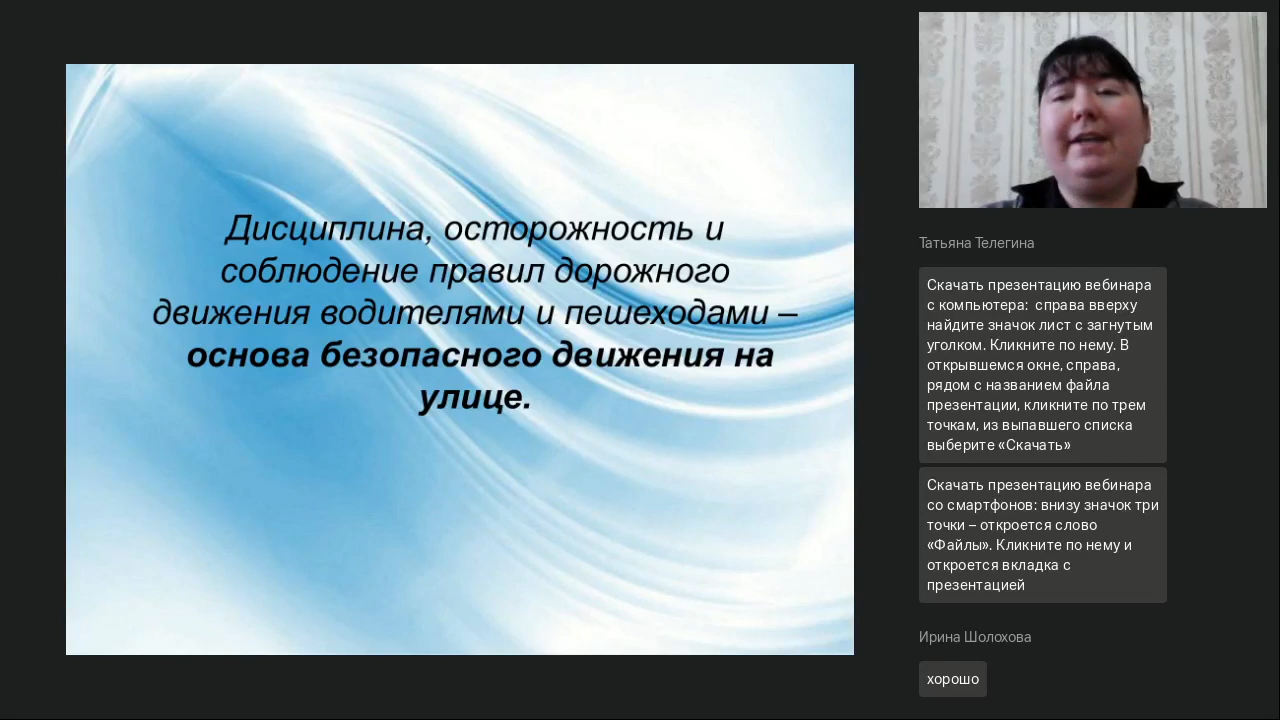 Дисциплина, осторожность и
соблюдение правил дорожного
движения водителями и пешеходами –
основа безопасного движения на
улице.
Татьяна Телегина
Скачать презентацию вебинара
с компьютера:  справа вверху
найдите значок лист с загнутым
уголком. Кликните по нему. В
открывшемся окне, справа,
рядом с названием файла
презентации, кликните по трем
точкам, из выпавшего списка
выберите «Скачать»
Скачать презентацию вебинара
со смартфонов: внизу значок три
точки – откроется слово
«Файлы». Кликните по нему и
откроется вкладка с
презентацией
Ирина Шолохова
хорошо